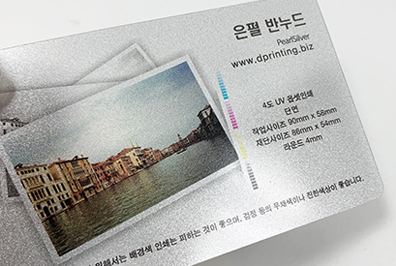 은펄 반누드
PearlSilver
www.dprinting.biz
4도 UV 옵셋인쇄
단면
작업사이즈 90mm x 58mm
재단사이즈 86mm x 54mm
라운드 4mm
위해서는 배경색 인쇄는 피하는 것이 좋으며, 검정 등의 무채색이나 진한색상이 좋습니다.